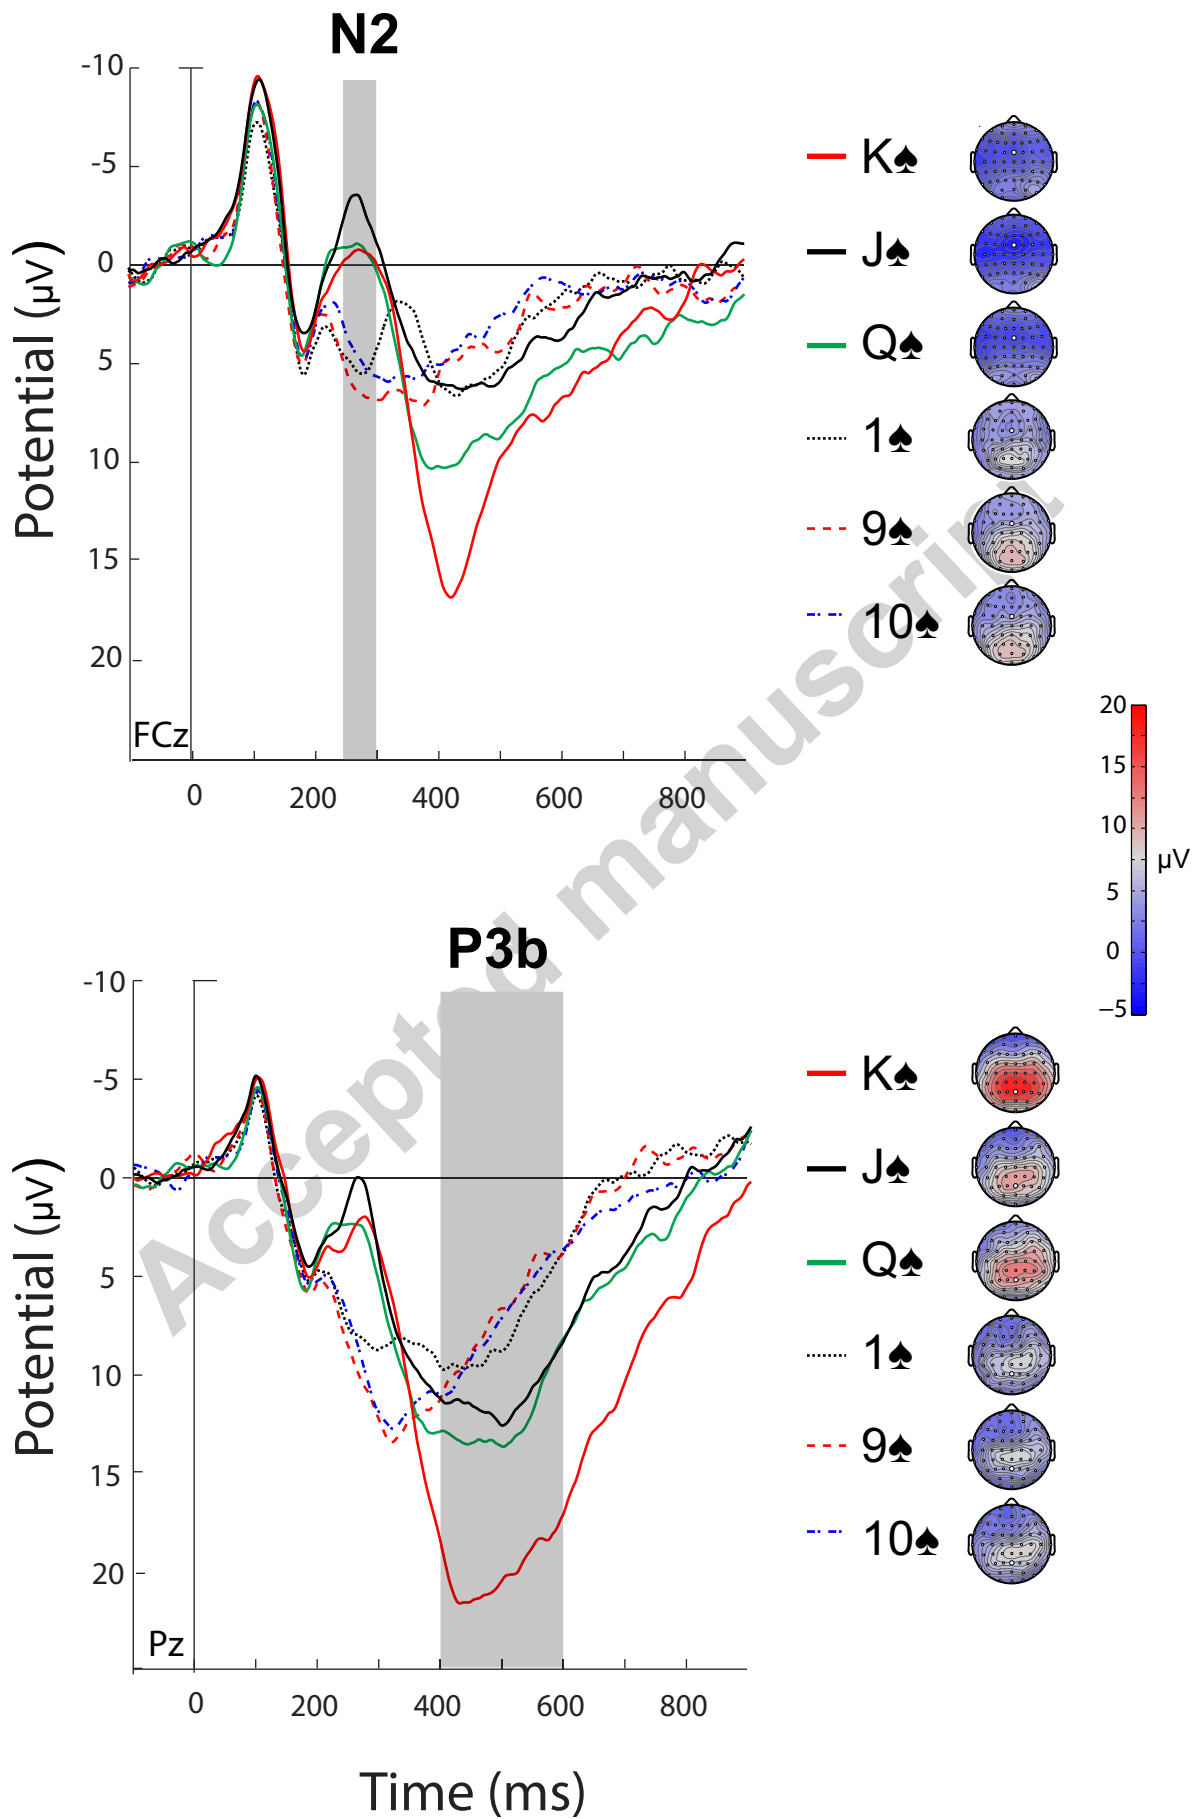 N2
-10
-5
0
5
10
15
20
Potential (µv)
FCz
0 200 400 600 800
K♠
J♠
Q♠
1♠
9♠
10♠
20
15
10
5
0
−5
µV
Accepted manuscript
P3b
-10
-5
0
5
10
15
20
Potential (µv)
Pz
0 200 400 600 800
K♠
J♠
Q♠
1♠
9♠
10♠
Time (ms)